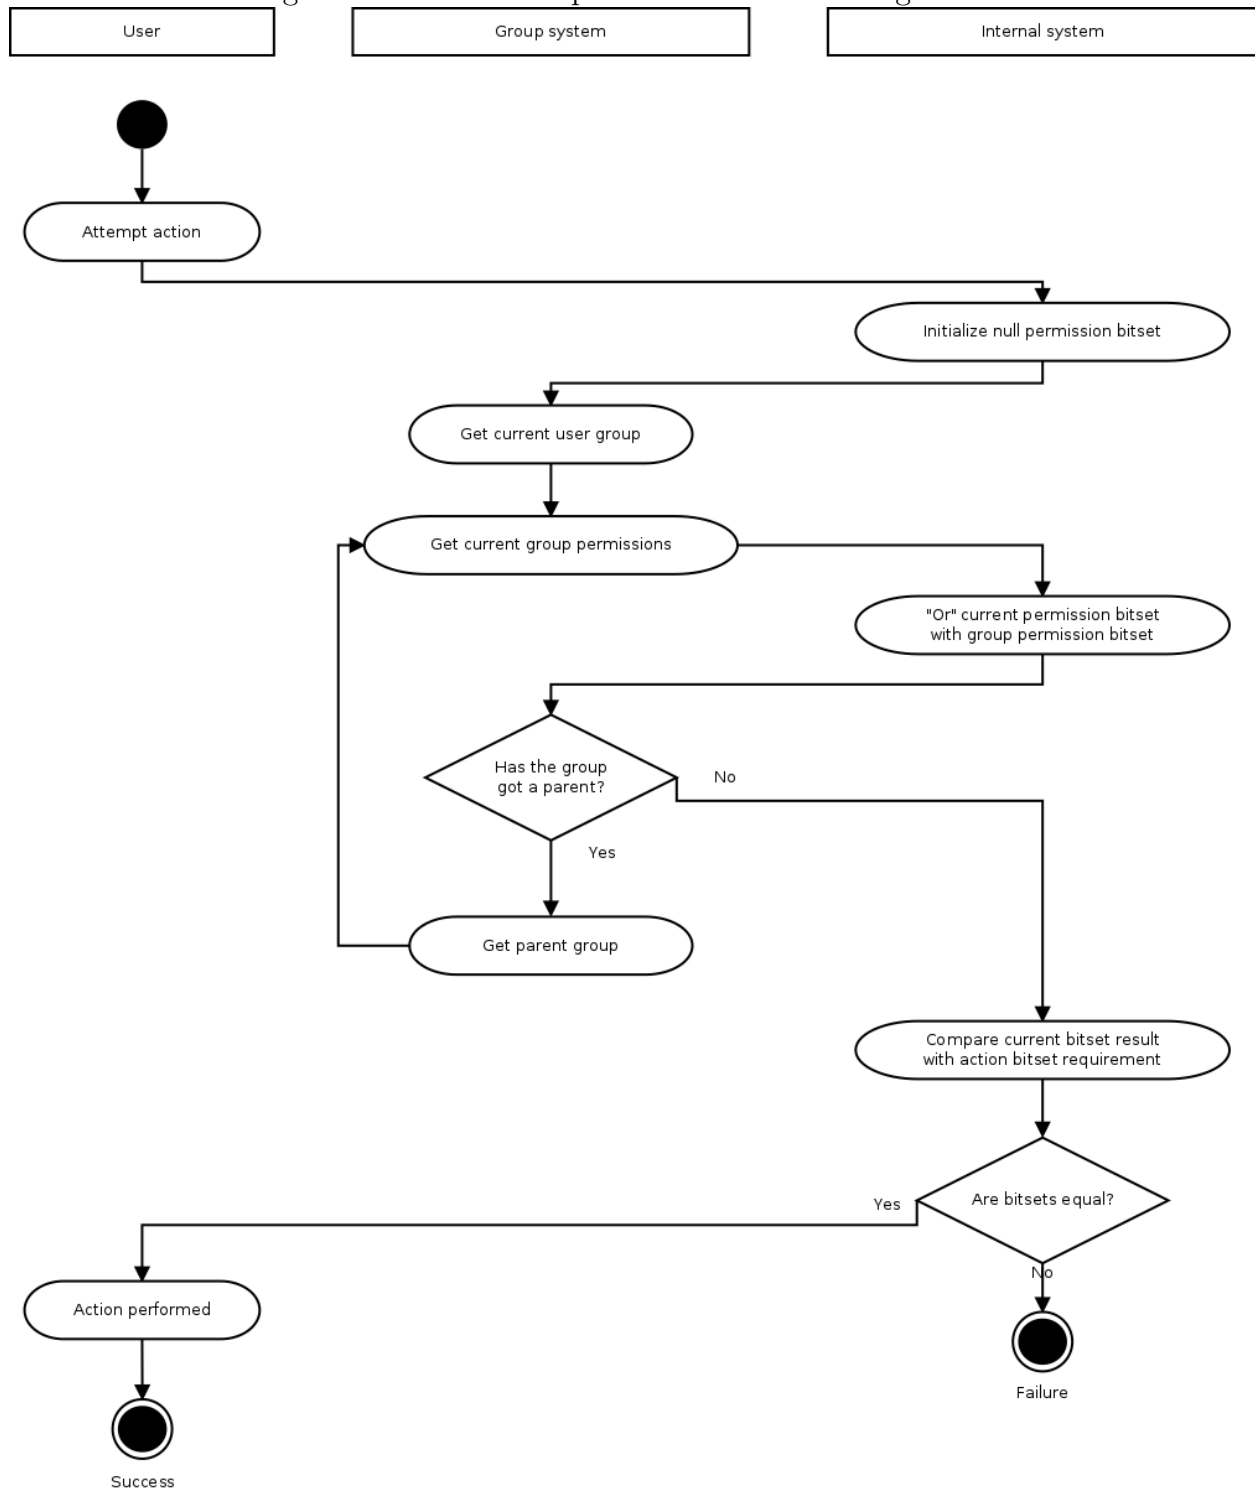 User
Group system
Internal system
Attempt action
Initialize null permission bitset
Get current user group
Get current group permissions
"Or" current permission bitset
with group permission bitset
Has the group
got a parent?
No
Yes
Get parent group
Compare current bitset result
with action bitset requirement
Are bitsets equal?
Yes
No
Action performed
Failure
Success